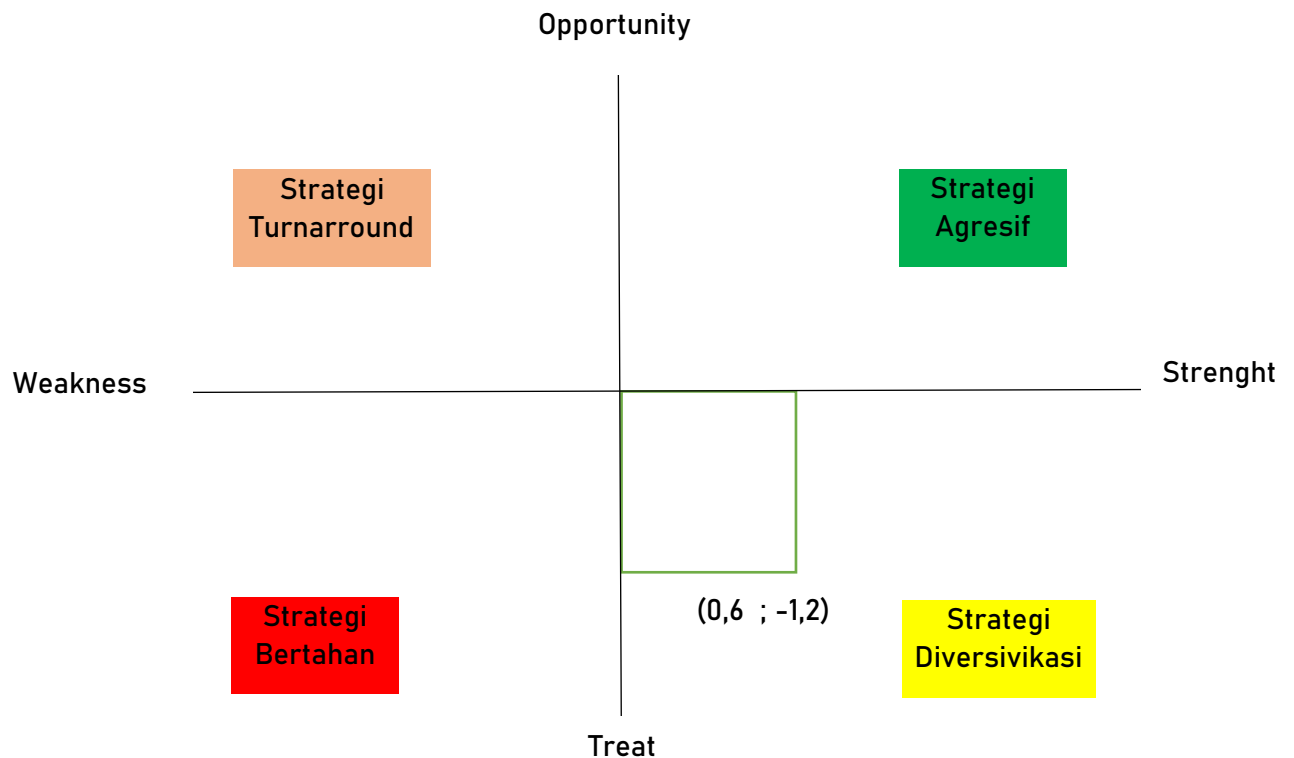 Opportunity
Strategi
Turnarround
Strategi
Agresif
Weakness
Strenght
(0,6  ; -1,2)
Strategi
Bertahan
Strategi
Diversivikasi
Treat